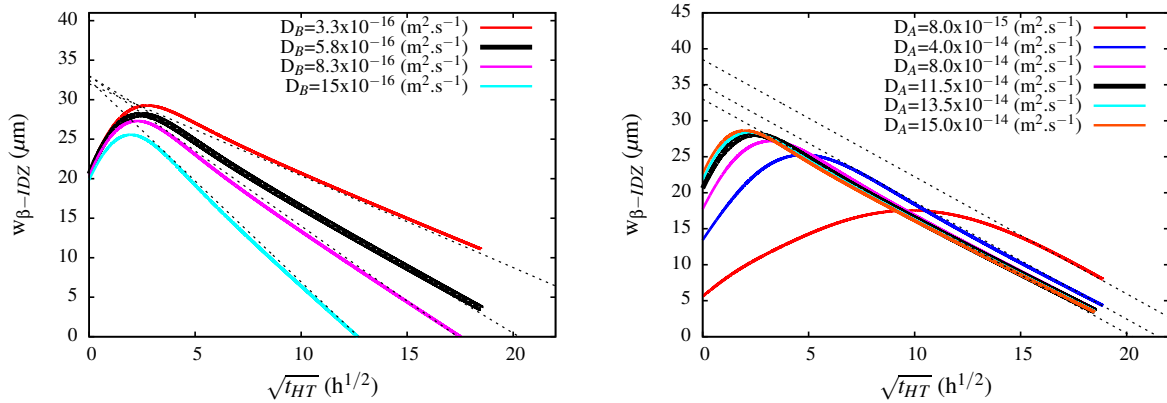 D_B=3.3x10^−16 (m^2.s^−1)
D_B=5.8x10^−16 (m^2.s^−1)
D_B=8.3x10^−16 (m^2.s^−1)
D_B=15x10^−16 (m^2.s^−1)
40
35
30
25
20
15
10
5
0
w_β−IDZ (μm)
0 5 10 15 20
√t_HT (h^1/2)
D_A=8.0x10^−15 (m^2.s^−1)
D_A=4.0x10^−14 (m^2.s^−1)
D_A=8.0x10^−14 (m^2.s^−1)
D_A=11.5x10^−14 (m^2.s^−1)
D_A=13.5x10^−14 (m^2.s^−1)
D_A=15.0x10^−14 (m^2.s^−1)
45
40
35
30
25
20
15
10
5
0
w_β−IDZ (μm)
0 5 10 15 20
√t_HT (h^1/2)